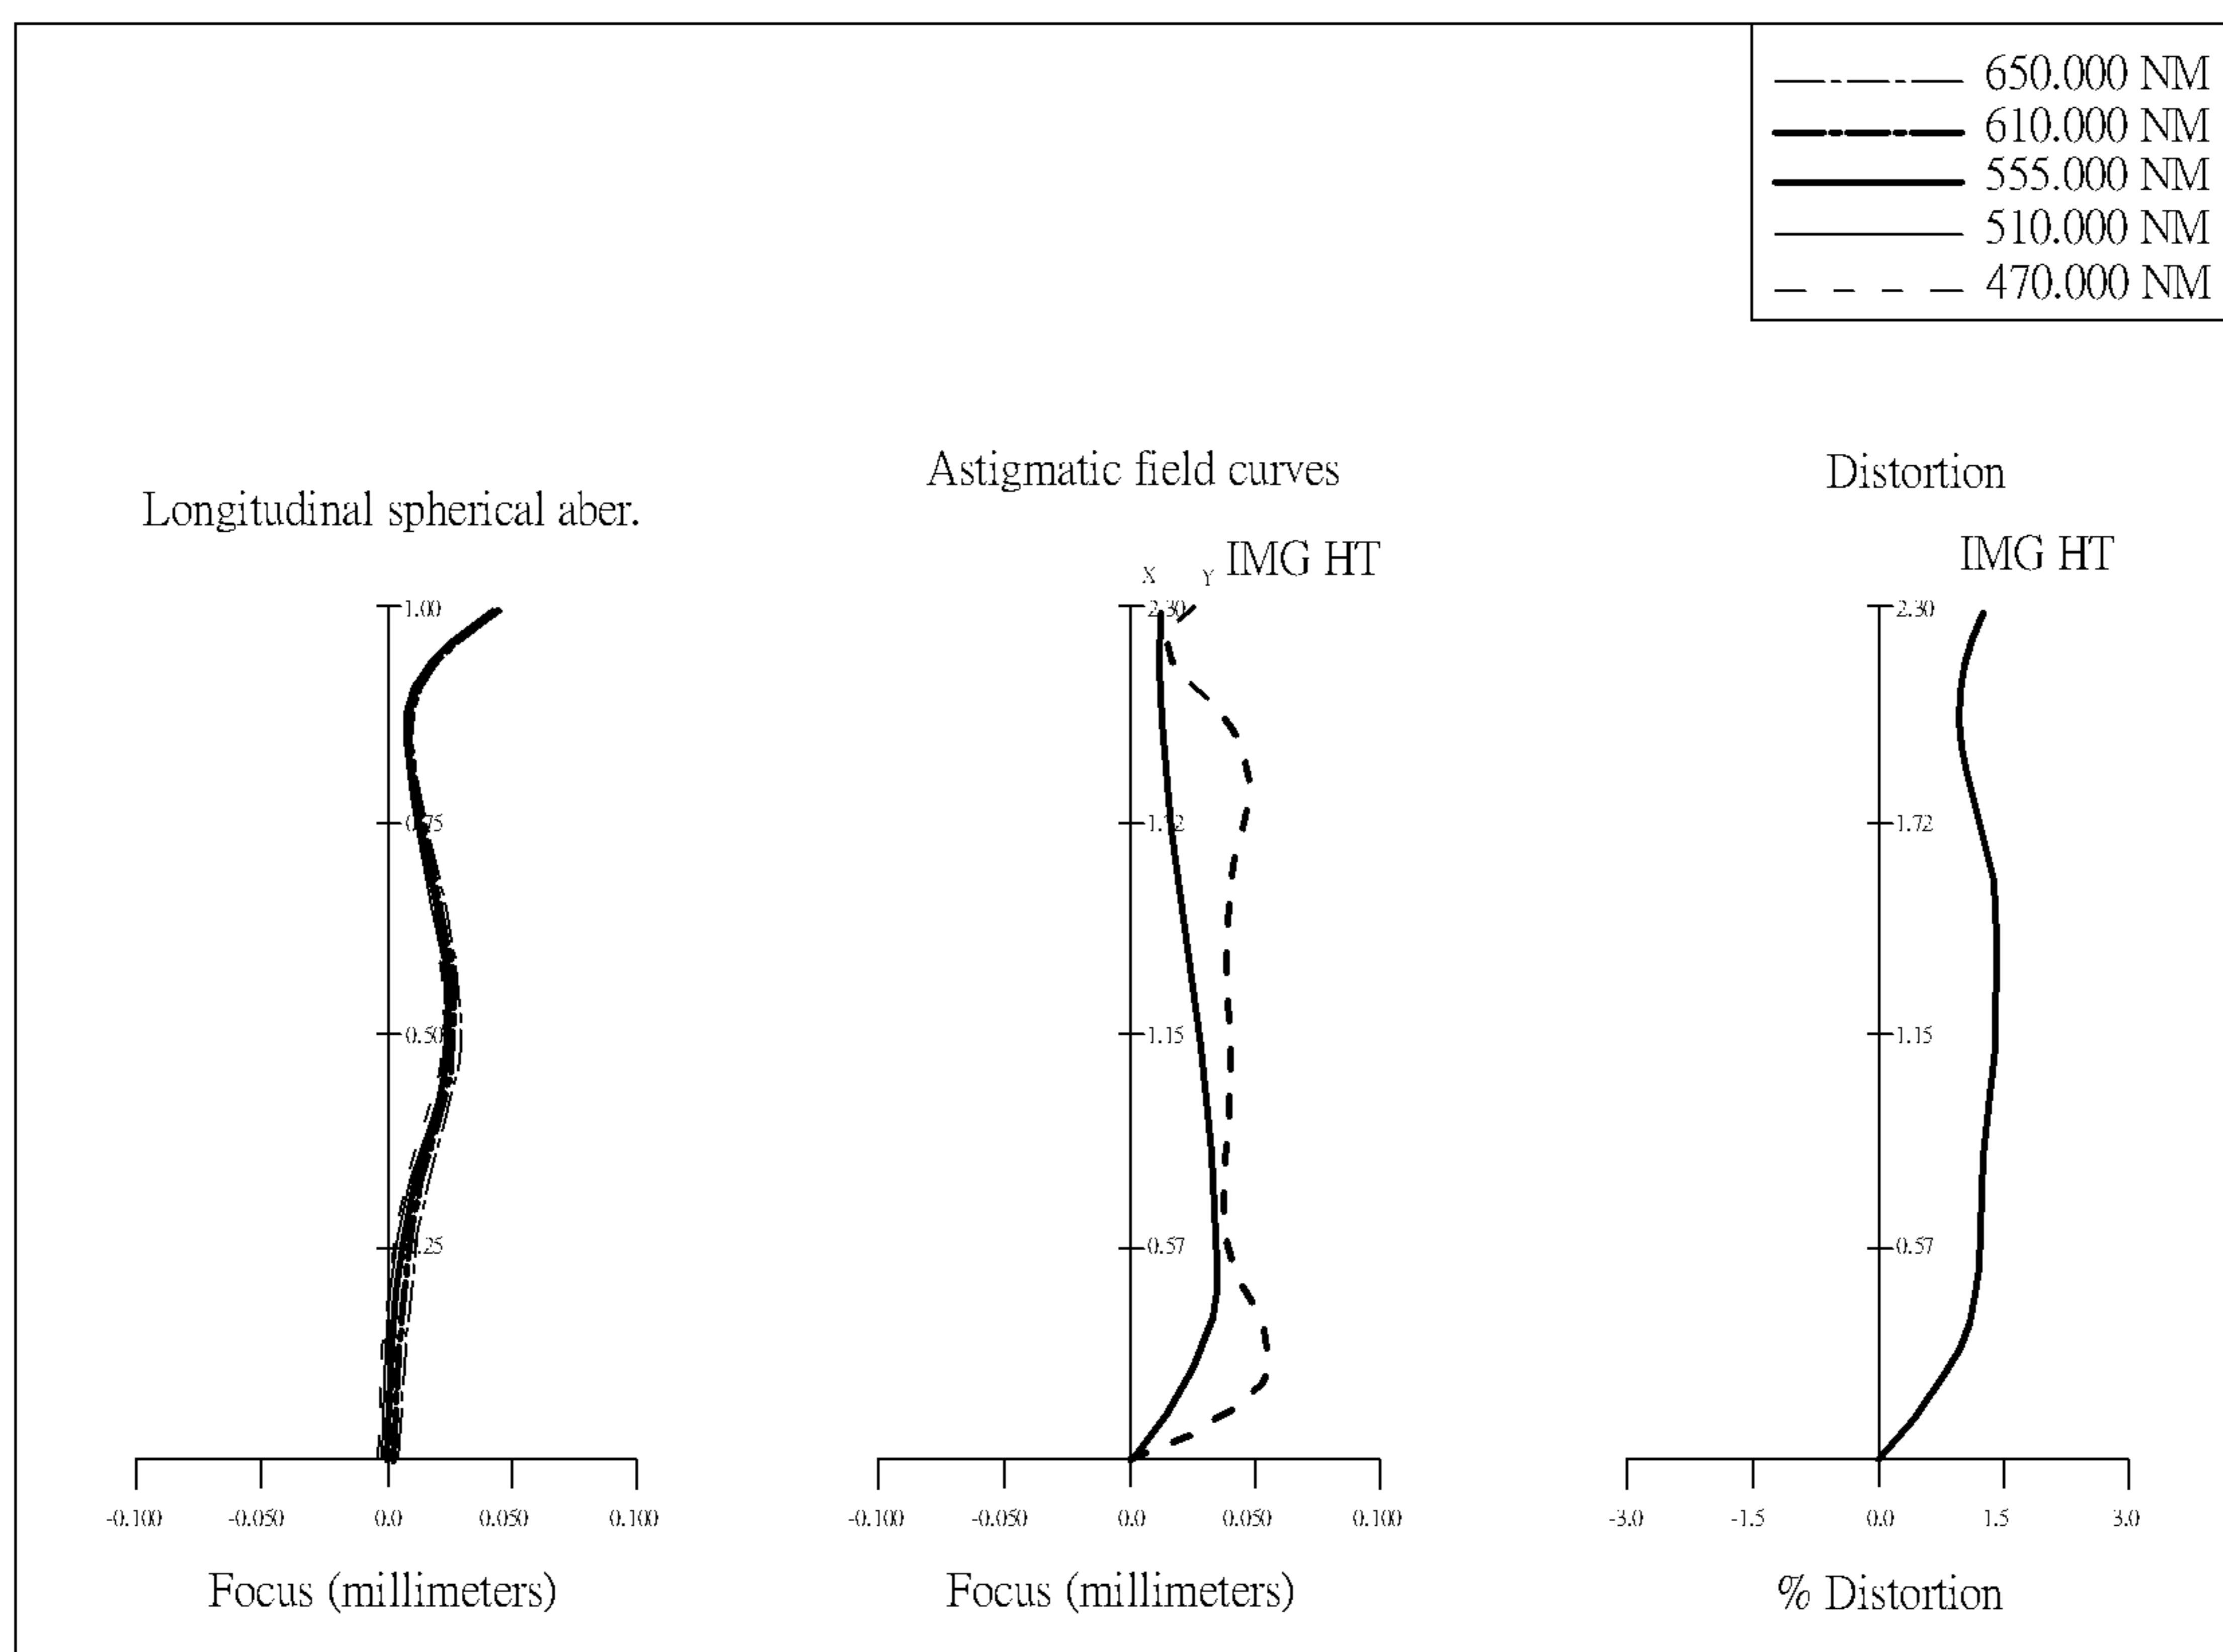 650.000 NM
610.000 NM
555.000 NM
510.000 NM
470.000 NM
Longitudinal spherical aber.
1.00
0.75
0.50
.25
-0.100 -0.050 0.0 0.050 0.100
Focus (millimeters)
Astigmatic field curves
X Y IMG HT
2.30
1.72
1.15
0.57
-0.100 -0.050 0.0 0.050 0.100
Focus (millimeters)
Distortion
IMG HT
2.30
1.72
1.15
0.57
-3.0 -1.5 0.0 1.5 3.0
% Distortion